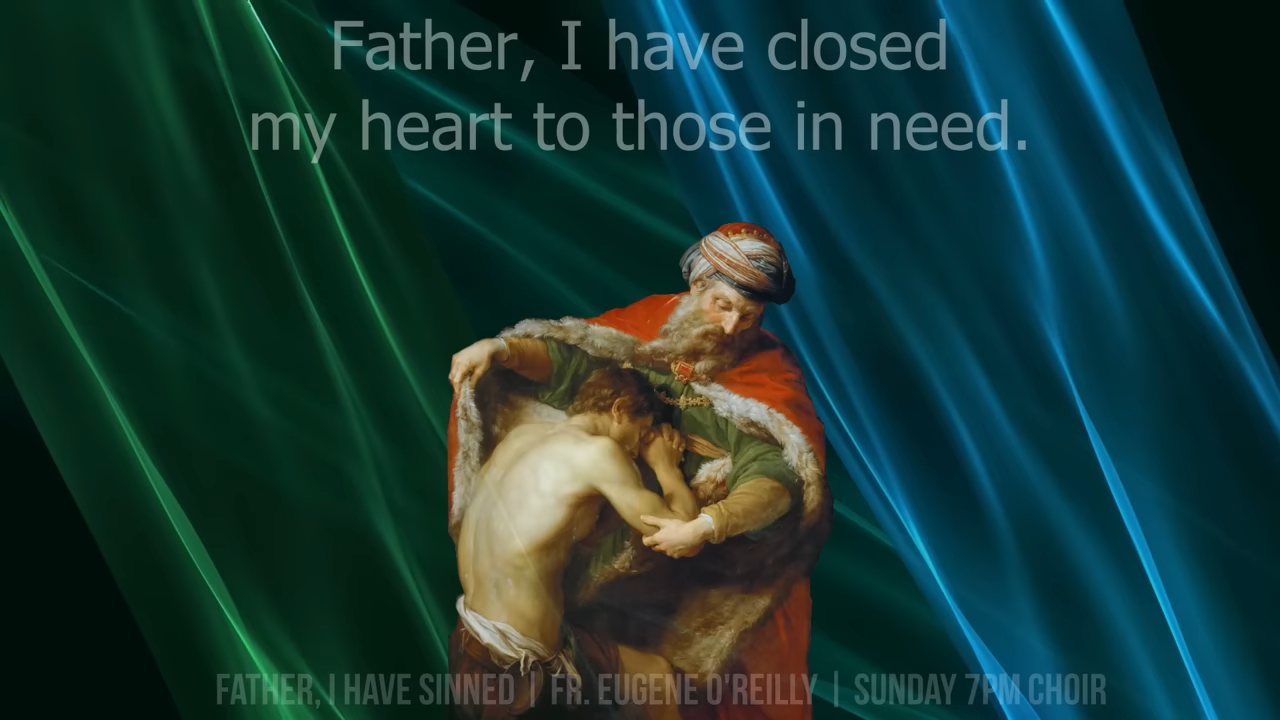 Father, I have closed
my heart to those in need.
FATHER, I HAVE SINNED | FR. EUGENE O'REILLY | SUNDAY 7PM CHOIR